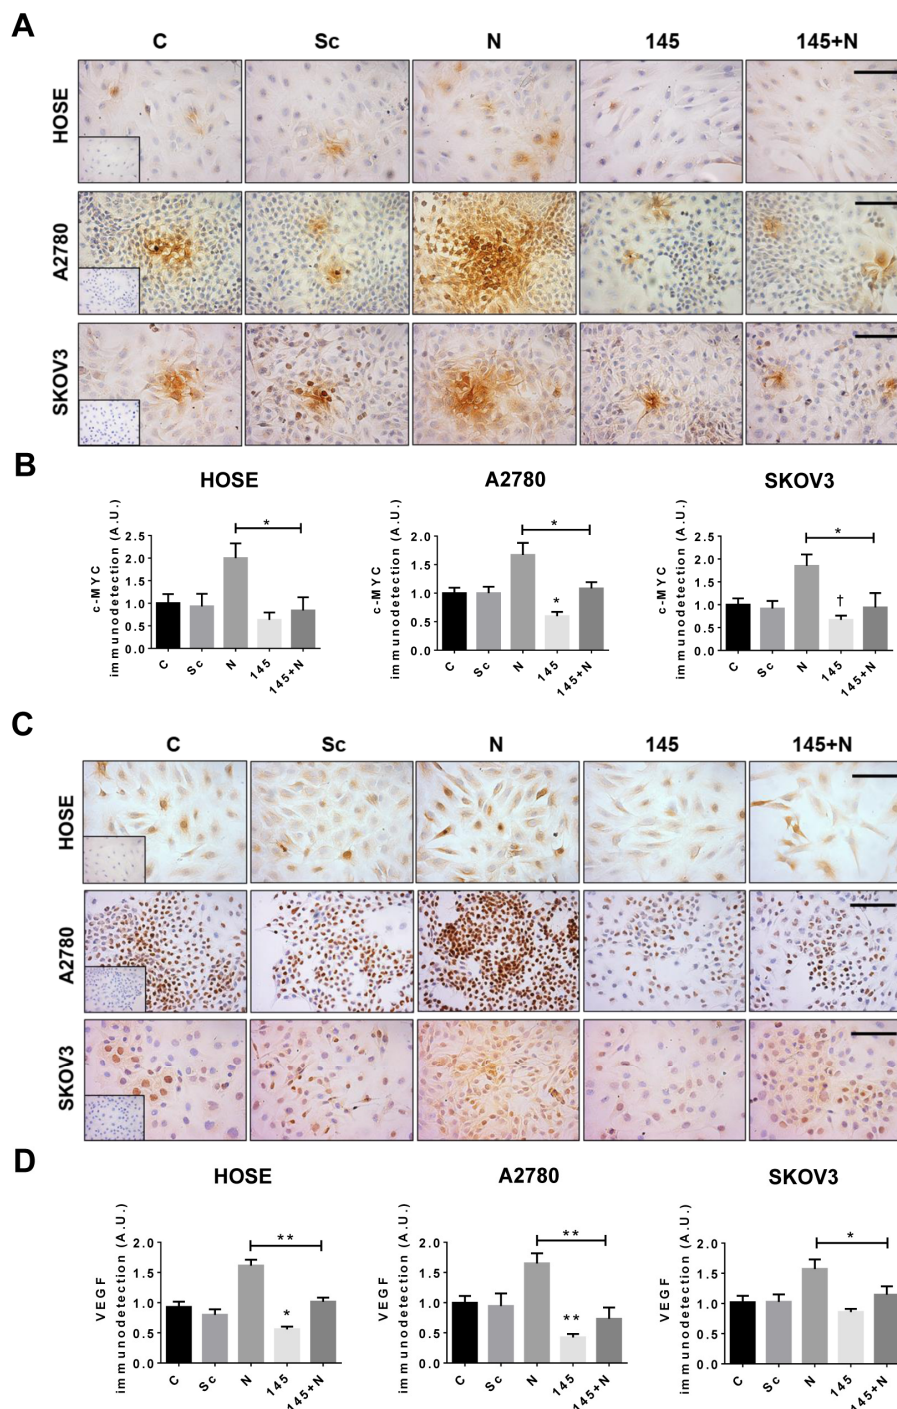 A
C Sc N 145 145+N
HOSE
A2780
SKOV3
B
HOSE A2780 SKOV3
c-MYC
immunodetection (A.U.)
2.5
2.0
1.5
1.0
0.5
0.0
*
C Sc N 145 145+N
c-MYC
immunodetection (A.U.)
2.0
1.5
1.0
0.5
0.0
*
*
C Sc N 145 145+N
c-MYC
immunodetection (A.U.)
2.5
2.0
1.5
1.0
0.5
0.0
*
†
C Sc N 145 145+N
C
C Sc N 145 145+N
HOSE
A2780
SKOV3
D
HOSE A2780 SKOV3
VEGF
immunodetection (A.U.)
2.0
1.5
1.0
0.5
0.0
**
*
C Sc N 145 145+N
VEGF
immunodetection (A.U.)
2.0
1.5
1.0
0.5
0.0
**
**
C Sc N 145 145+N
VEGF
immunodetection (A.U.)
2.0
1.5
1.0
0.5
0.0
*
C Sc N 145 145+N